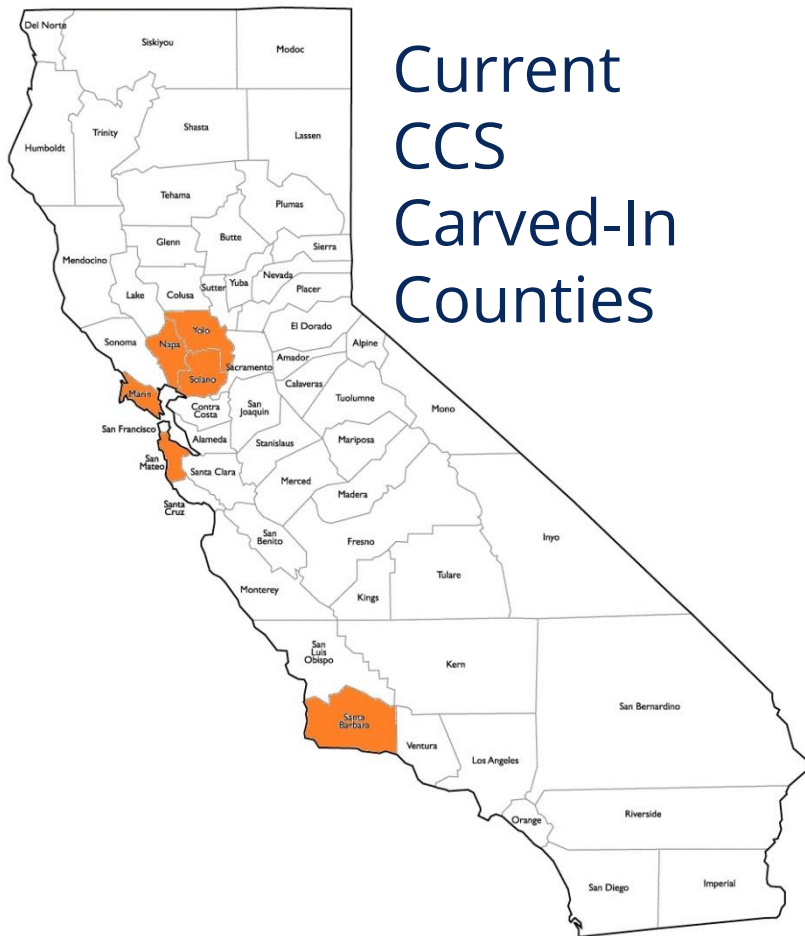 Current
CCS
Carved-In
Counties
Del Norte
Siskiyou
Modoc
Humboldt
Trinity
Shasta
Lassen
Tehama
Plumas
Mendocino
Glenn
Butte
Sierra
Lake
Colusa
Sutter
Yuba
Nevada
Placer
Sonoma
Napa
Yolo
El Dorado
Alpine
Sacramento
Amador
Solano
Calaveras
Marin
Contra
Costa
San
Joaquin
Tuolumne
Mono
San Francisco
Alameda
Stanislaus
Mariposa
San
Mateo
Santa Clara
Merced
Madera
Santa
Cruz
San
Benito
Fresno
Inyo
Monterey
Kings
Tulare
San
Luis
Obispo
Kern
San Bernardino
Santa
Barbara
Ventura
Los Angeles
Orange
Riverside
San Diego
Imperial